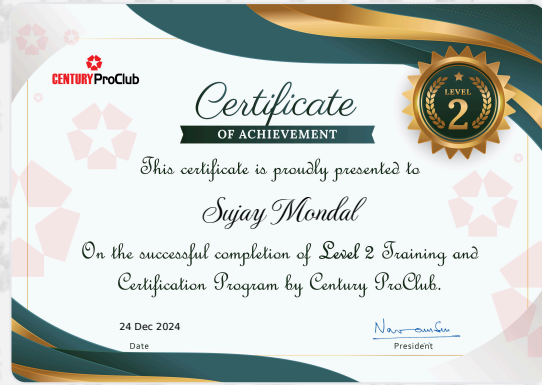 CENTURY ProClub
Certificate
OF ACHIEVEMENT
LEVEL
2
This certificate is proudly presented to
Sujay Mondal
On the successful completion of Level 2 Training and
Certification Program by Century ProClub.
24 Dec 2024
Date
President